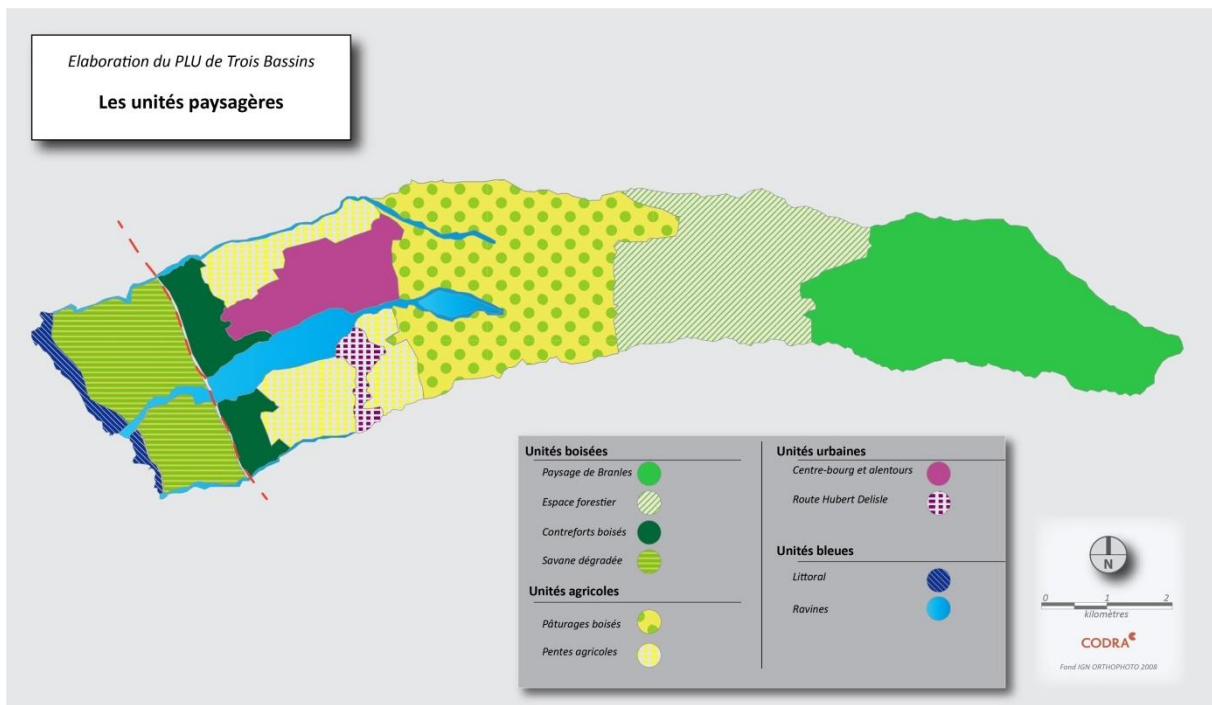 Elaboration du PLU de Trois Bassins
Les unités paysagères
Unités boisées
Paysage de Branles
Espace forestier
Contreforts boisés
Savane dégradée
Unités agricoles
Pâturages boisés
Pentes agricoles
Unités urbaines
Centre-bourg et alentours
Route Hubert Delisle
Unités bleues
Littoral
Ravines
N
0 1 2
kilomètres
CODRA
Fond IGN ORTHOPHOTO 2008